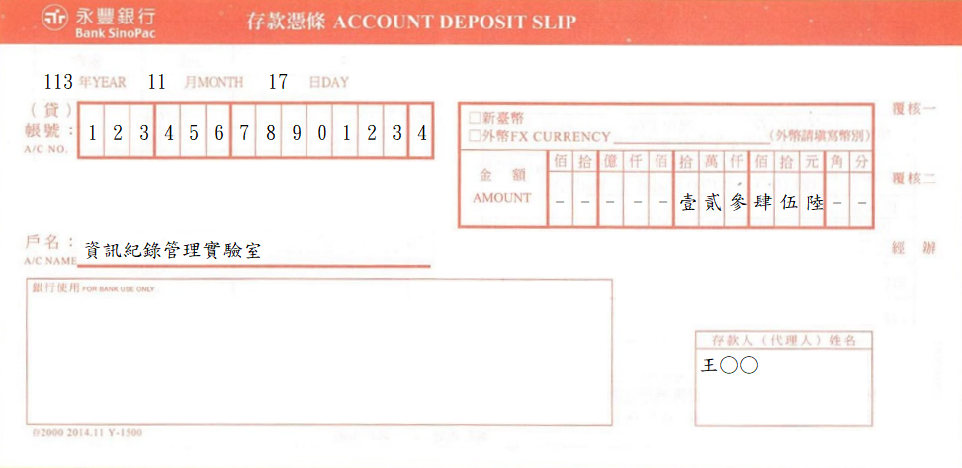 永豐銀行
Bank SinoPac
存款憑條 ACCOUNT DEPOSIT SLIP
113 年YEAR 11 月MONTH 17 日DAY
(貸)
帳號：
A/C NO.
1 2 3 4 5 6 7 8 9 0 1 2 3 4
□新臺幣
□外幣FX CURRENCY (外幣請填寫幣別)
金額
AMOUNT
佰 拾 億 仟 佰 拾 萬 仟 佰 拾 元 角 分
– – – – – 壹 貳 參 肆 伍 陸 – –
覆核一
覆核二
經辦
戶名：
A/C NAME
資訊紀錄管理實驗室
銀行使用 FOR BANK USE ONLY
存款人（代理人）姓名
王○○
存2000 2014.11 Y-1500